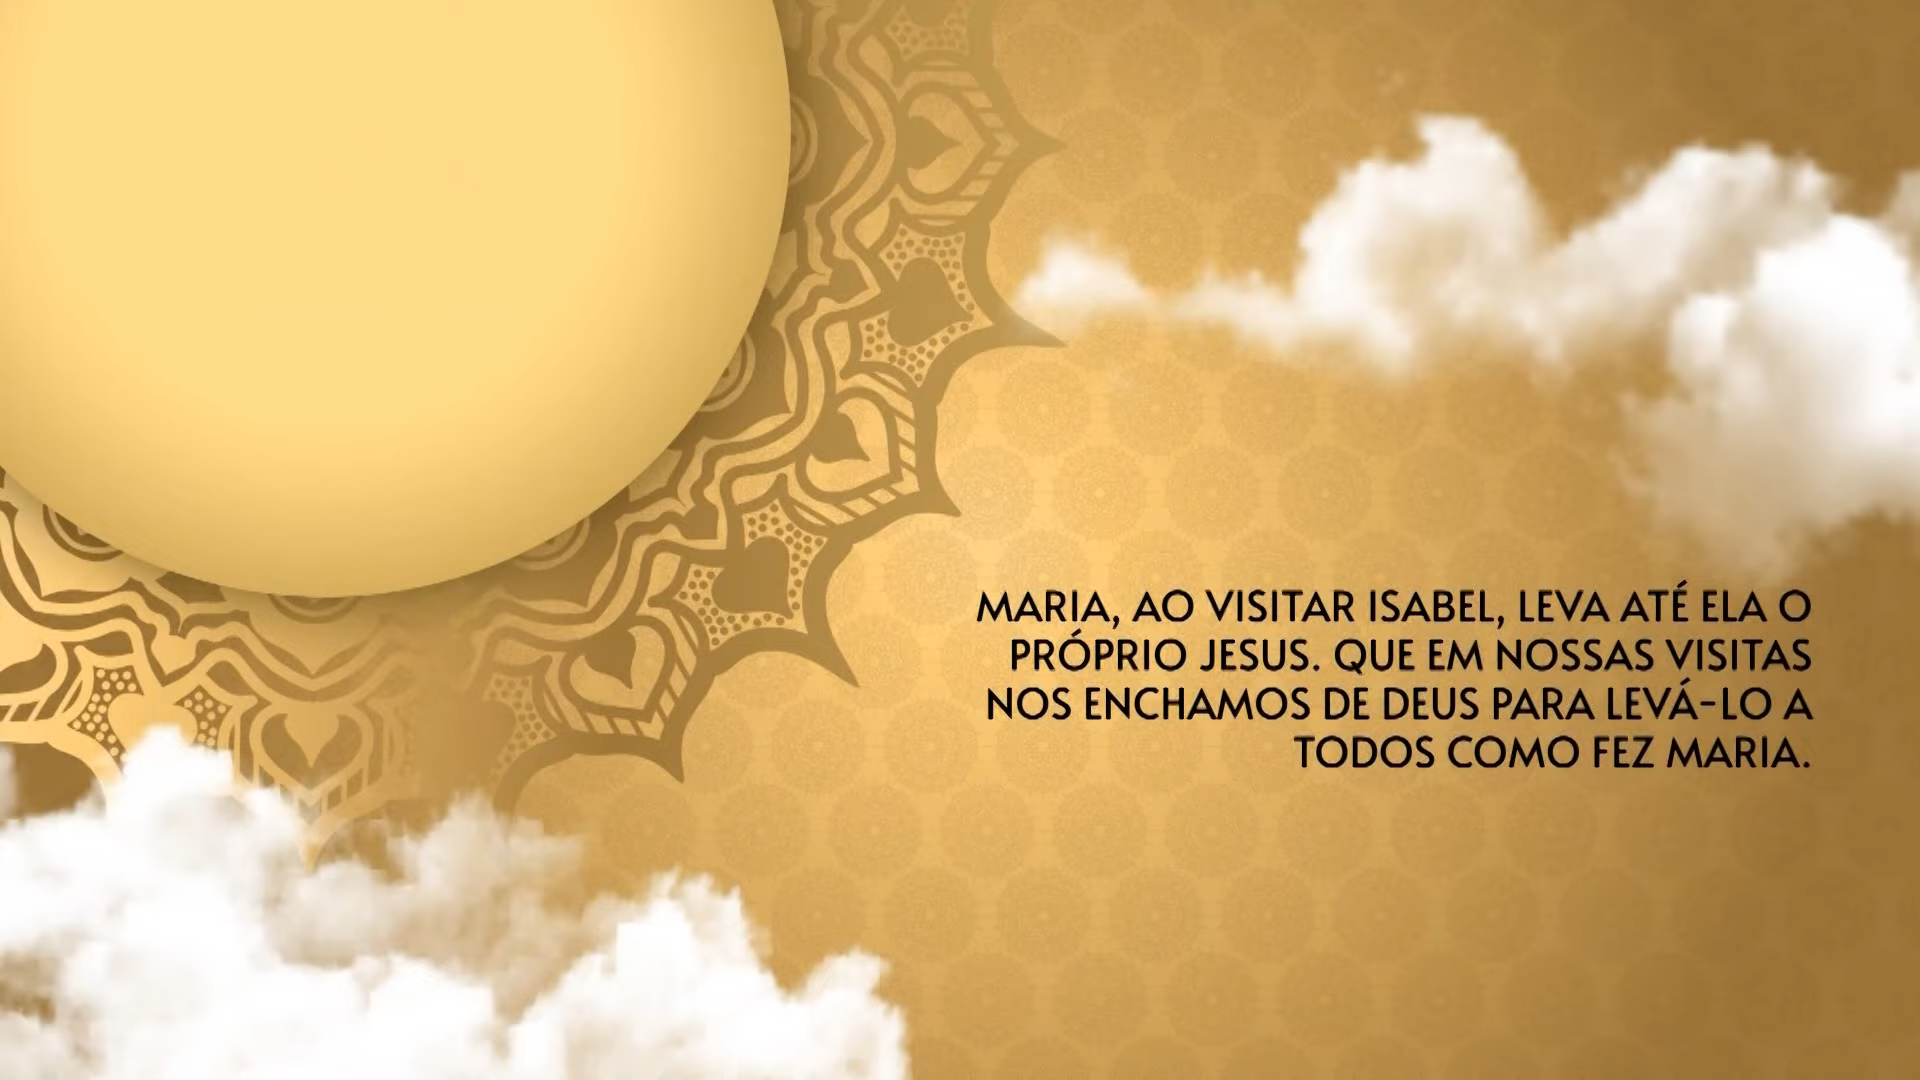 MARIA, AO VISITAR ISABEL, LEVA ATÉ ELA O
PRÓPRIO JESUS. QUE EM NOSSAS VISITAS
NOS ENCHAMOS DE DEUS PARA LEVÁ-LO A
TODOS COMO FEZ MARIA.